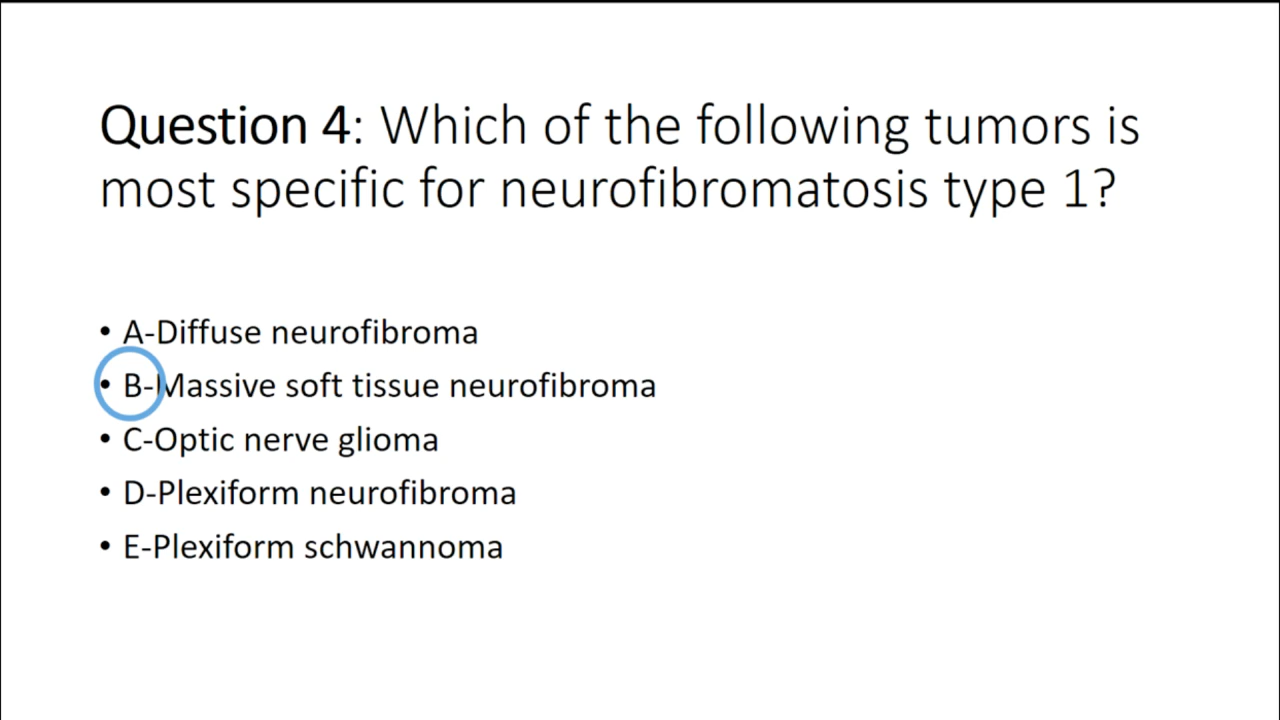 Question 4: Which of the following tumors is
most specific for neurofibromatosis type 1?
• A-Diffuse neurofibroma
• B-Massive soft tissue neurofibroma
• C-Optic nerve glioma
• D-Plexiform neurofibroma
• E-Plexiform schwannoma